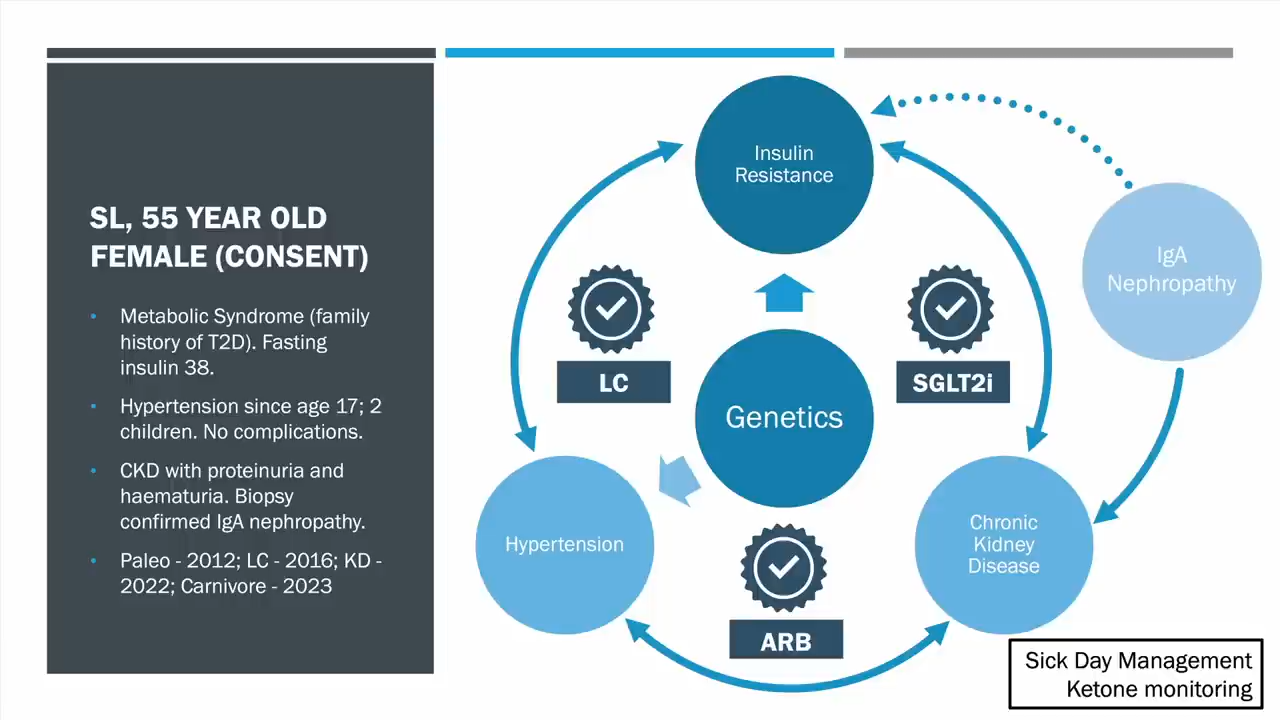 SL, 55 YEAR OLD
FEMALE (CONSENT)
• Metabolic Syndrome (family
history of T2D). Fasting
insulin 38.
• Hypertension since age 17; 2
children. No complications.
• CKD with proteinuria and
haematuria. Biopsy
confirmed IgA nephropathy.
• Paleo - 2012; LC - 2016; KD -
2022; Carnivore - 2023
Insulin
Resistance
IgA
Nephropathy
LC
SGLT2i
Genetics
Hypertension
Chronic
Kidney
Disease
ARB
Sick Day Management
Ketone monitoring